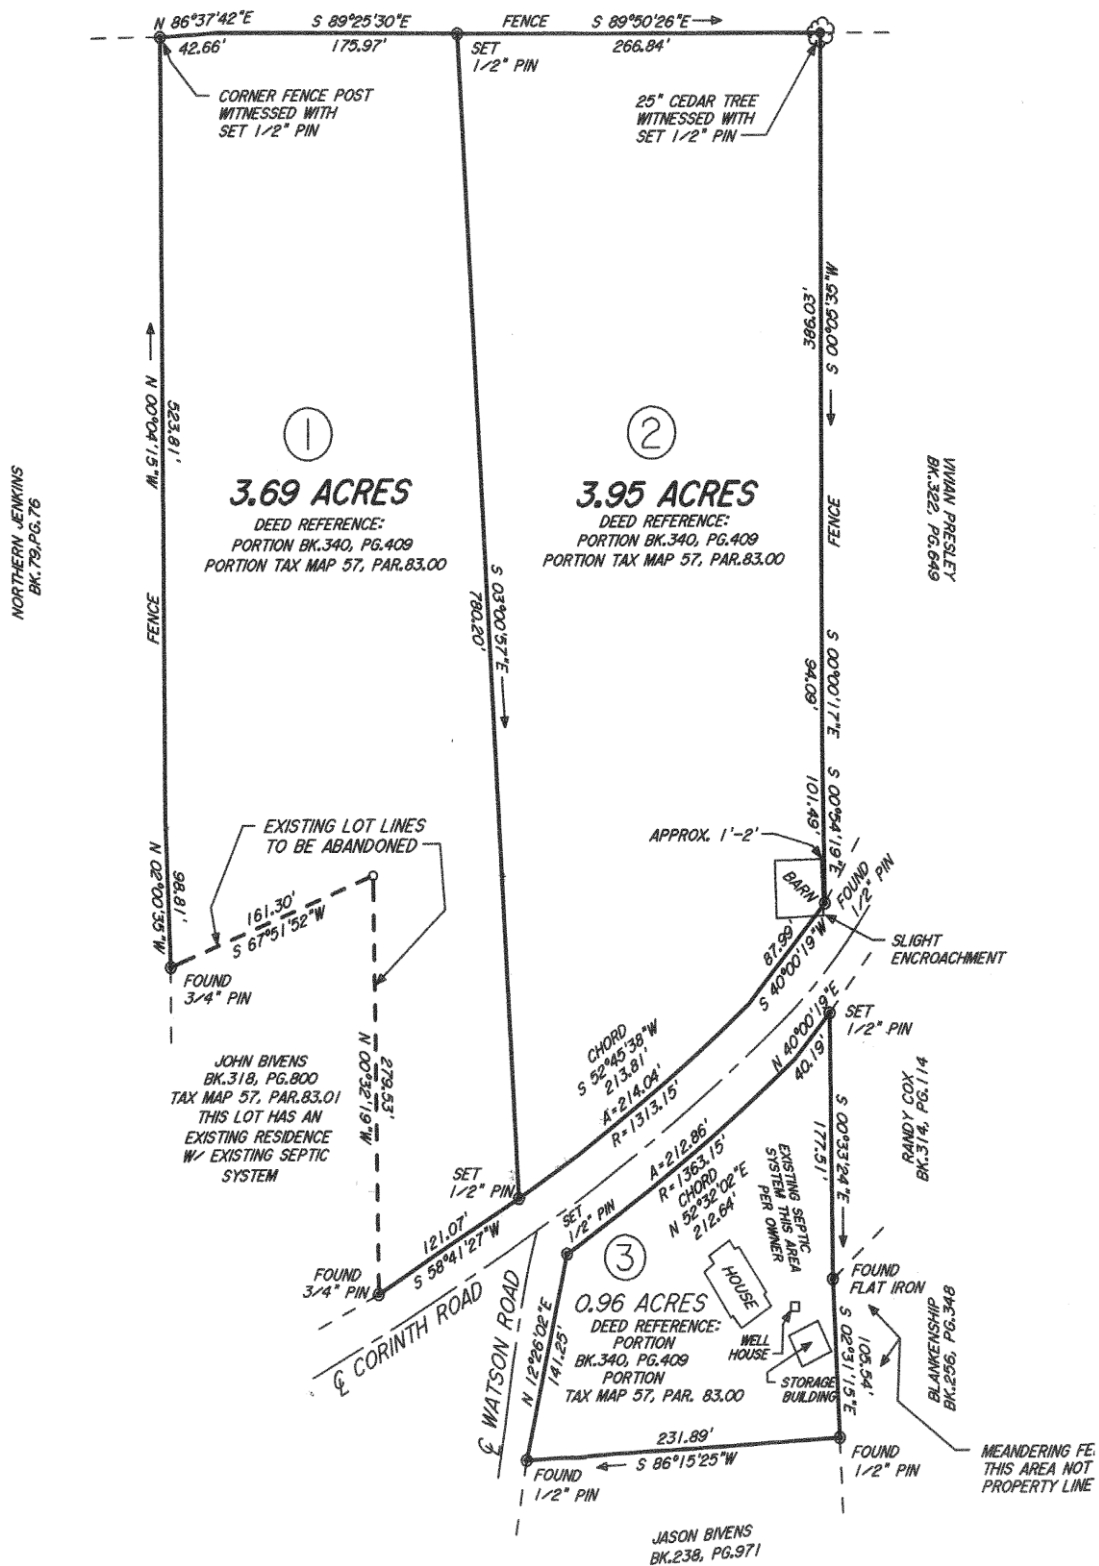 N 86°37'42"E
S 89°25'30"E
FENCE
S 89°50'26"E
42.66'
175.97'
SET
1/2" PIN
266.84'
CORNER FENCE POST
WITNESSED WITH
SET 1/2" PIN
25" CEDAR TREE
WITNESSED WITH
SET 1/2" PIN
S 00°05'35"W
398.03'
N 00°04'15"W
523.81'
1
3.69 ACRES
DEED REFERENCE:
PORTION BK.340, PG.409
PORTION TAX MAP 57, PAR.83.00
2
3.95 ACRES
DEED REFERENCE:
PORTION BK.340, PG.409
PORTION TAX MAP 57, PAR.83.00
NORTHERN JENKINS
BK.79,PG.76
VIVIAN PRESLEY
BK.322, PG.649
FENCE
FENCE
S 03°00'57"E
780.20'
S 00°00'17"E
94.09'
S 00°54'19"E
101.49'
EXISTING LOT LINES
TO BE ABANDONED
APPROX. 1'-2'
BARN
FOUND
1/2" PIN
N 02°00'35"W
98.81'
161.30'
S 67°51'52"W
FOUND
3/4" PIN
87.99'
S 40°00'19"W
SLIGHT
ENCROACHMENT
CHORD
S 52°45'38"W
213.81'
A=214.04'
R=1313.15'
N 40°00'19"E
40.19'
SET
1/2" PIN
JOHN BIVENS
BK.318, PG.800
TAX MAP 57, PAR.83.01
THIS LOT HAS AN
EXISTING RESIDENCE
W/ EXISTING SEPTIC
SYSTEM
279.53'
N 00°32'19"W
A=212.86'
R=1363.15'
CHORD
N 52°32'02"E
212.64'
S 00°33'24"E
177.51'
RANDY COX
BK.314, PG.114
SET
1/2" PIN
121.07'
S 58°41'27"W
SET
1/2" PIN
EXISTING SEPTIC
SYSTEM THIS AREA
PER OWNER
FOUND
3/4" PIN
℄ CORINTH ROAD
℄ WATSON ROAD
3
0.96 ACRES
DEED REFERENCE:
PORTION
BK.340, PG.409
PORTION
TAX MAP 57, PAR. 83.00
HOUSE
WELL
HOUSE
STORAGE
BUILDING
FOUND
FLAT IRON
BLANKENSHIP
BK.256, PG.348
S 02°31'15"E
105.54'
N 12°26'02"E
141.25'
231.89'
S 86°15'25"W
FOUND
1/2" PIN
FOUND
1/2" PIN
MEANDERING FE
THIS AREA NOT
PROPERTY LINE
JASON BIVENS
BK.238, PG.971